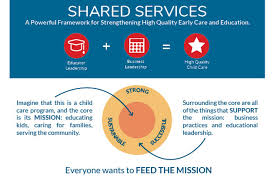 SHARED SERVICES
A Powerful Framework for Strengthening High Quality Early Care and Education.
+ =
Educator
Leadership
Business
Leadership
High Quality
Child Care
Imagine that this is a child
care program, and the core
is its MISSION: educating
kids, caring for families,
serving the community.
STRONG
SUSTAINABLE
SUCCESSFUL
Surrounding the core are all
of the things that SUPPORT
the mission: business
practices and educational
leadership.
Everyone wants to FEED THE MISSION